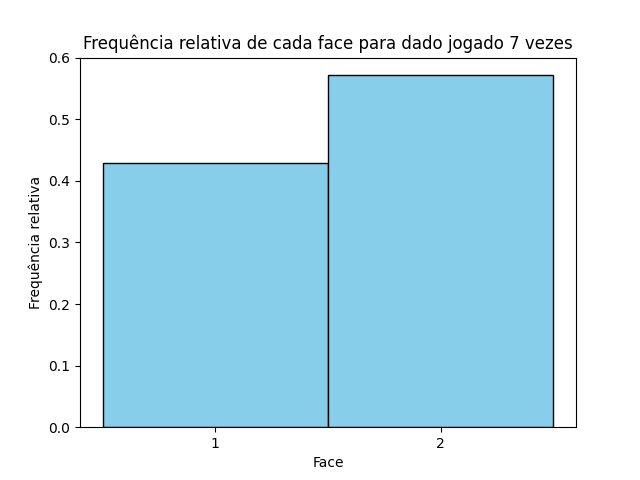 Frequência relativa de cada face para dado jogado 7 vezes
0.6
0.5
0.4
0.3
0.2
0.1
0.0
Frequência relativa
1 2
Face